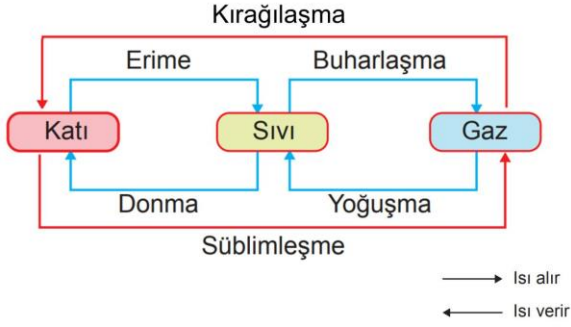 Kırağılaşma
Erime
Buharlaşma
Katı
Sıvı
Gaz
Donma
Yoğuşma
Süblimleşme
Isı alır
Isı verir